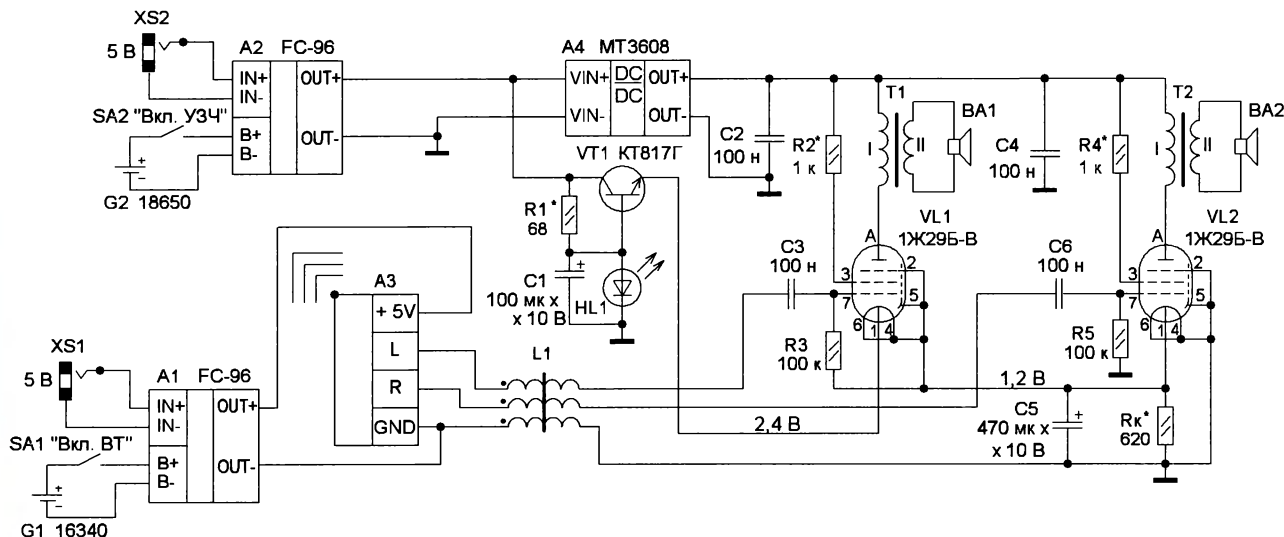 XS2
5 В
A2 FC-96
IN+
IN-
B+
B-
OUT+
OUT-
SA2 "Вкл. УЗЧ"
+
−
G2 18650
A4 MT3608
VIN+
VIN-
DC
DC
OUT+
OUT-
C2
100 н
R2*
1 к
T1
I
II
BA1
C4
100 н
R4*
1 к
T2
I
II
BA2
VT1 КТ817Г
R1*
68
C1
100 мк x
x 10 В
+
HL1
C3
100 н
VL1
1Ж29Б-В
A
3
7
2
5
6
1
4
R3
100 к
C6
100 н
VL2
1Ж29Б-В
A
3
7
2
5
6
1
4
R5
100 к
A3
+ 5V
L
R
GND
L1
1,2 В
2,4 В
C5
470 мк x
x 10 В
+
Rк*
620
XS1
5 В
A1 FC-96
IN+
IN-
B+
B-
OUT+
OUT-
SA1 "Вкл. BT"
+
−
G1 16340